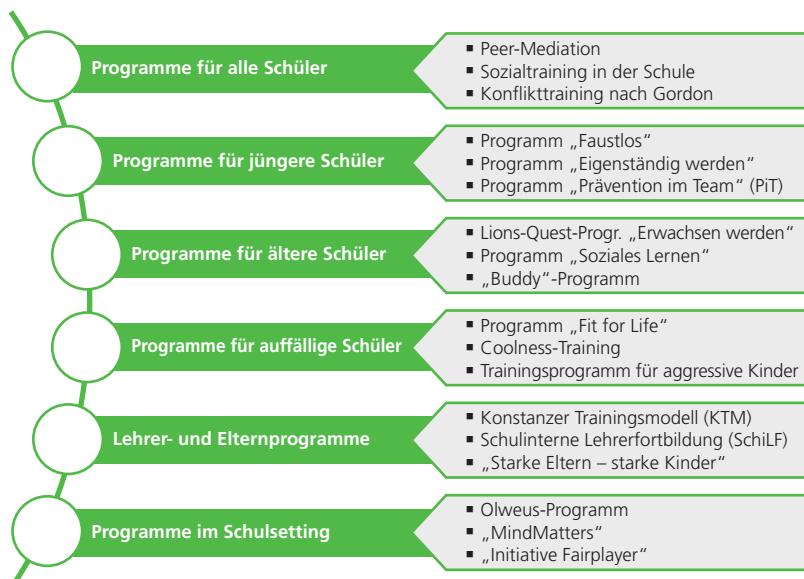 Programme für alle Schüler
▪ Peer-Mediation
▪ Sozialtraining in der Schule
▪ Konflikttraining nach Gordon
Programme für jüngere Schüler
▪ Programm „Faustlos“
▪ Programm „Eigenständig werden“
▪ Programm „Prävention im Team“ (PiT)
Programme für ältere Schüler
▪ Lions-Quest-Progr. „Erwachsen werden“
▪ Programm „Soziales Lernen“
▪ „Buddy“-Programm
Programme für auffällige Schüler
▪ Programm „Fit for Life“
▪ Coolness-Training
▪ Trainingsprogramm für aggressive Kinder
Lehrer- und Elternprogramme
▪ Konstanzer Trainingsmodell (KTM)
▪ Schulinterne Lehrerfortbildung (SchiLF)
▪ „Starke Eltern – starke Kinder“
Programme im Schulsetting
▪ Olweus-Programm
▪ „MindMatters“
▪ „Initiative Fairplayer“